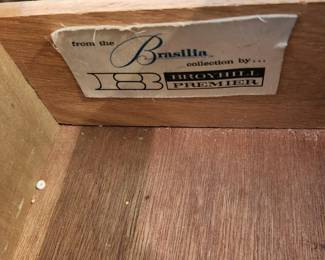 from the
Brasilia
collection by...
BROYHILL
PREMIER